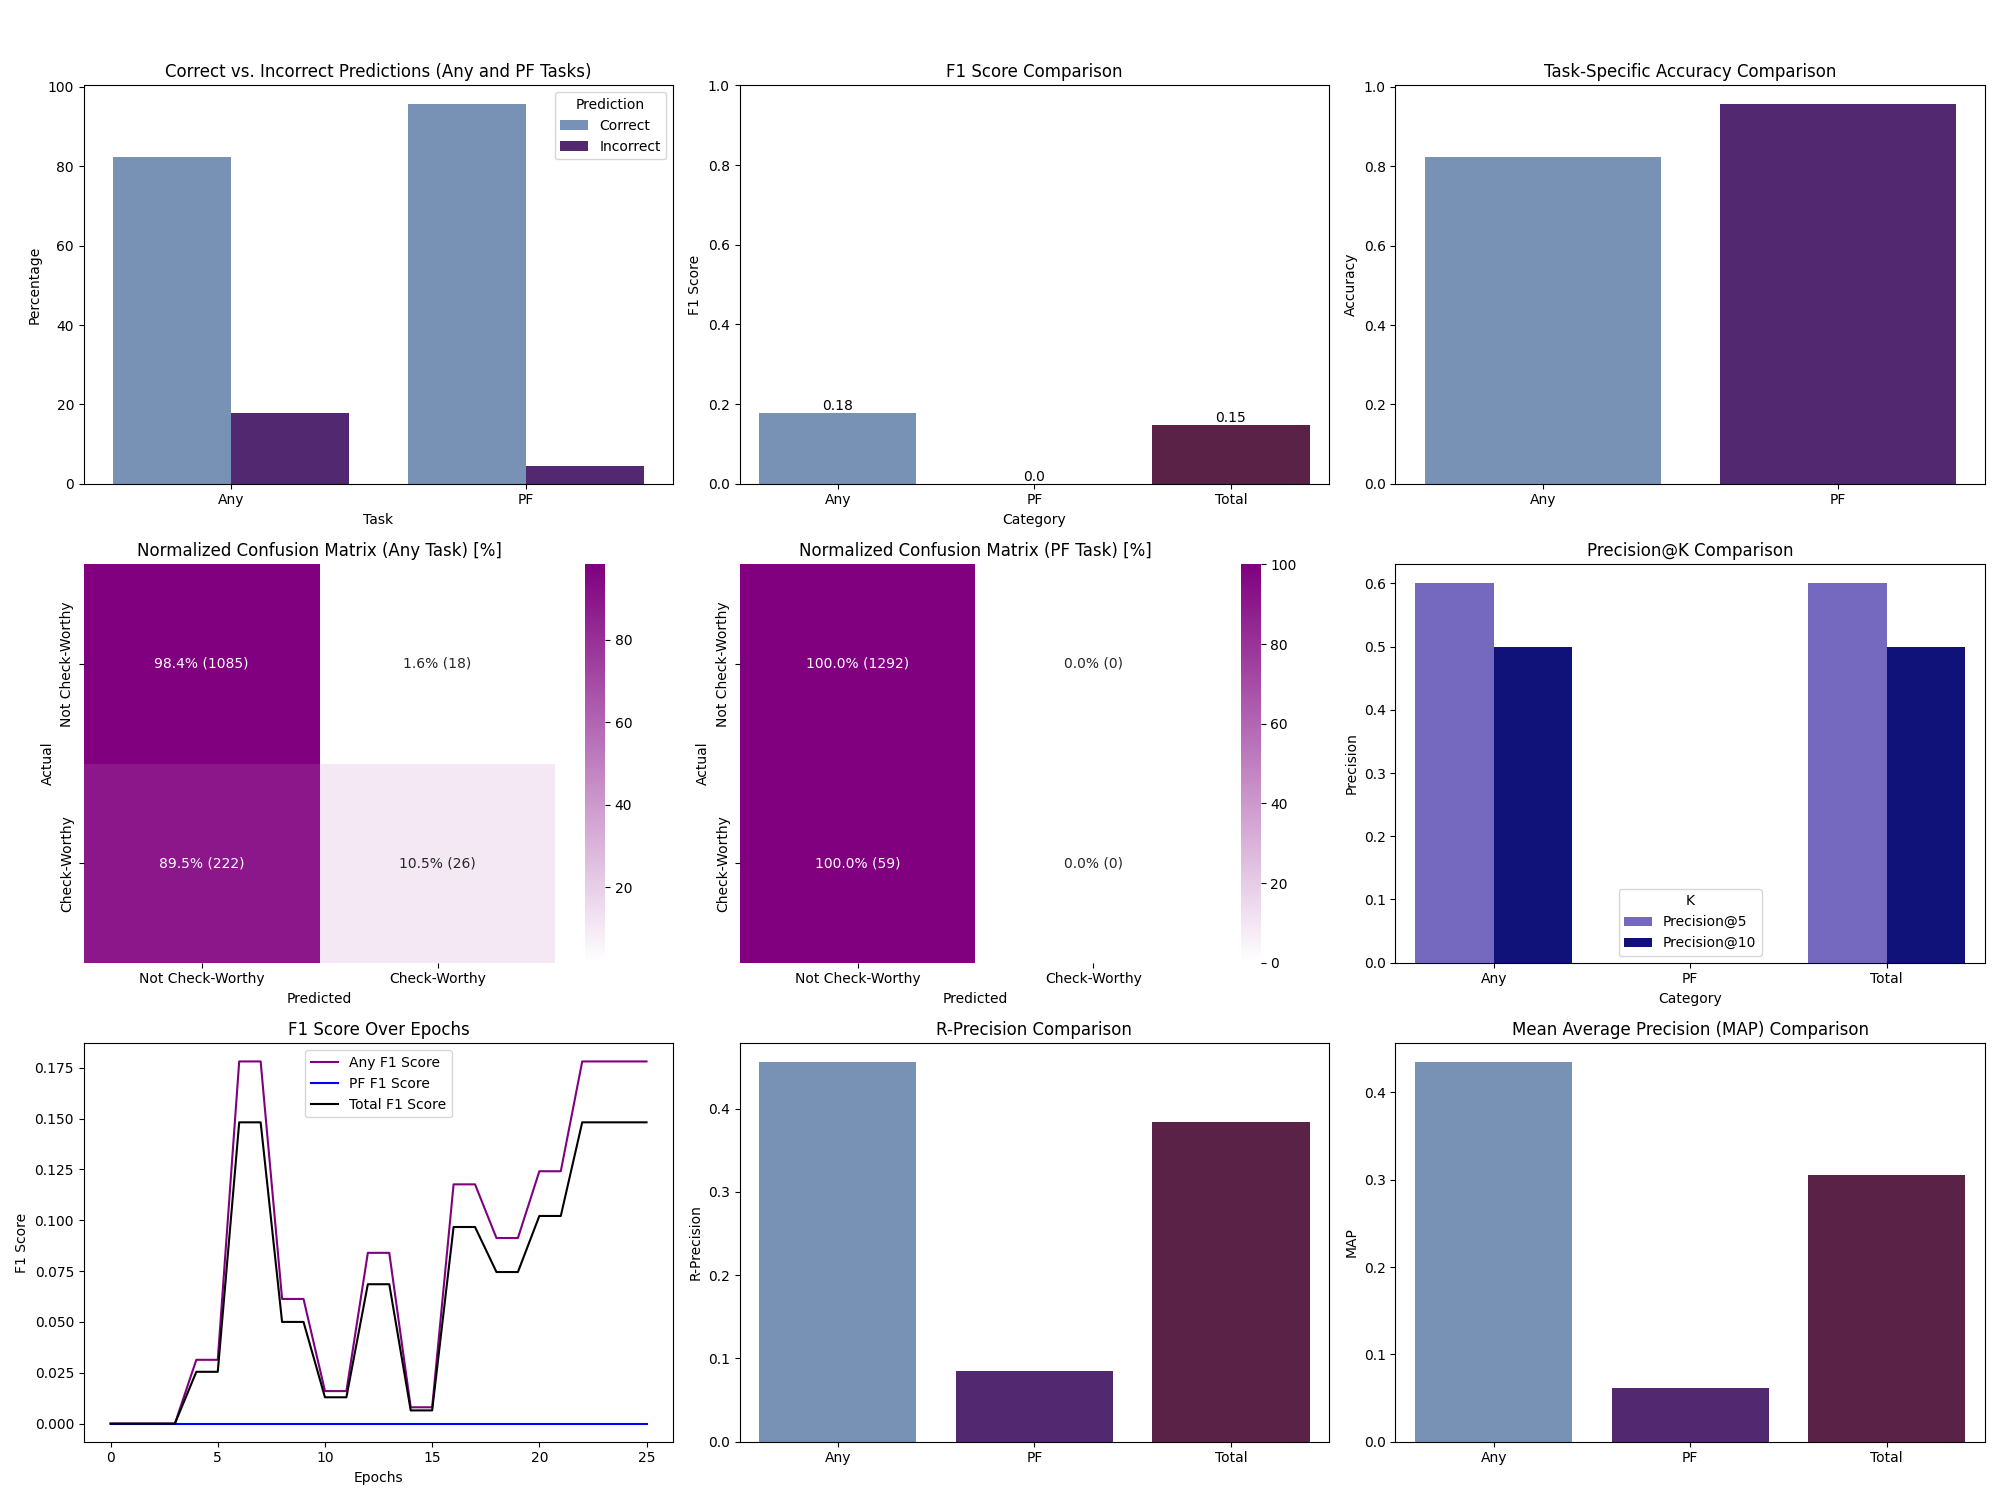 Correct vs. Incorrect Predictions (Any and PF Tasks)
100
80
60
40
20
0
Percentage
Prediction
Correct
Incorrect
Any
PF
Task
F1 Score Comparison
1.0
0.8
0.6
0.4
0.2
0.0
F1 Score
0.18
0.0
0.15
Any
PF
Total
Category
Task-Specific Accuracy Comparison
1.0
0.8
0.6
0.4
0.2
0.0
Accuracy
Any
PF
Normalized Confusion Matrix (Any Task) [%]
Actual
Not Check-Worthy
Check-Worthy
98.4% (1085)
1.6% (18)
89.5% (222)
10.5% (26)
80
60
40
20
Not Check-Worthy
Check-Worthy
Predicted
Normalized Confusion Matrix (PF Task) [%]
Actual
Not Check-Worthy
Check-Worthy
100.0% (1292)
0.0% (0)
100.0% (59)
0.0% (0)
100
80
60
40
20
0
Not Check-Worthy
Check-Worthy
Predicted
Precision@K Comparison
0.6
0.5
0.4
0.3
0.2
0.1
0.0
Precision
K
Precision@5
Precision@10
Any
PF
Total
Category
F1 Score Over Epochs
0.175
0.150
0.125
0.100
0.075
0.050
0.025
0.000
F1 Score
Any F1 Score
PF F1 Score
Total F1 Score
0
5
10
15
20
25
Epochs
R-Precision Comparison
0.4
0.3
0.2
0.1
0.0
R-Precision
Any
PF
Total
Mean Average Precision (MAP) Comparison
0.4
0.3
0.2
0.1
0.0
MAP
Any
PF
Total